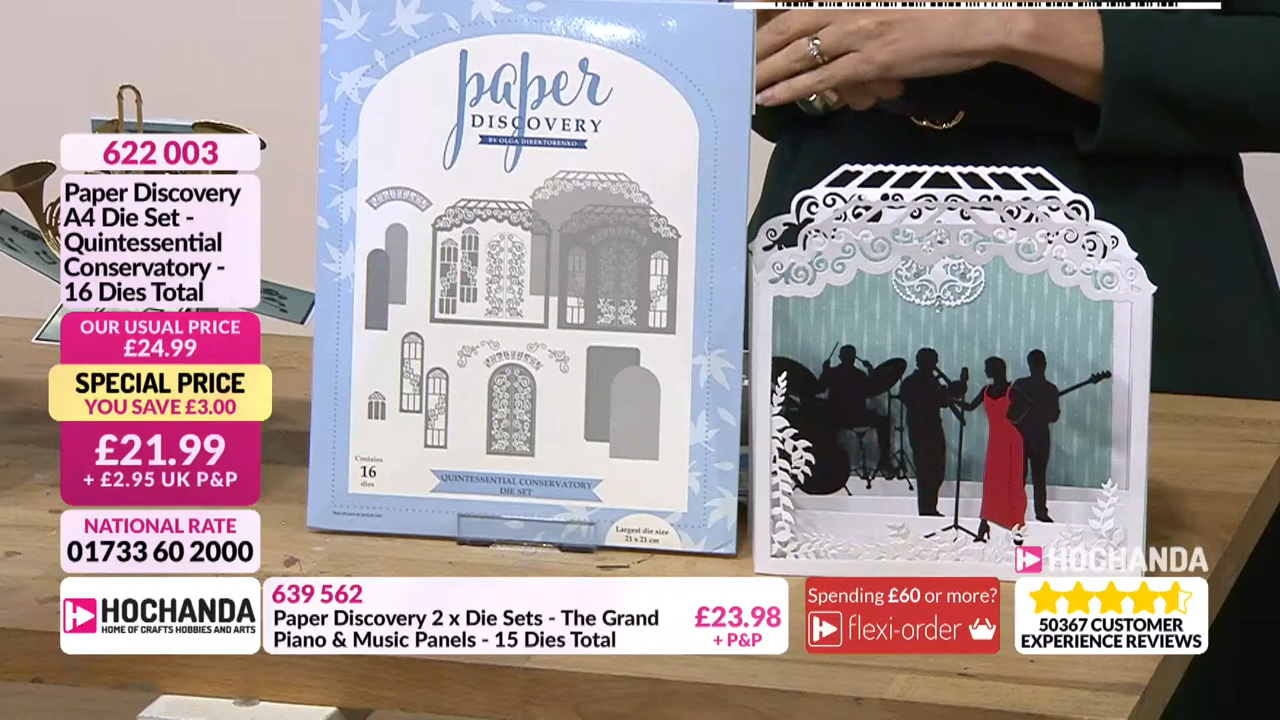 paper
DISCOVERY
BY OLGA DIREKTORENKO
Contains
16
dies
QUINTESSENTIAL CONSERVATORY
DIE SET
Largest die size
21 x 21 cm
622 003
Paper Discovery
A4 Die Set -
Quintessential
Conservatory -
16 Dies Total
OUR USUAL PRICE
£24.99
SPECIAL PRICE
YOU SAVE £3.00
£21.99
+ £2.95 UK P&P
NATIONAL RATE
01733 60 2000
HOCHANDA
HOME OF CRAFTS HOBBIES AND ARTS
639 562
Paper Discovery 2 x Die Sets - The Grand
Piano & Music Panels - 15 Dies Total
£23.98
+ P&P
Spending £60 or more?
flexi-order
HOCHANDA
50367 CUSTOMER
EXPERIENCE REVIEWS